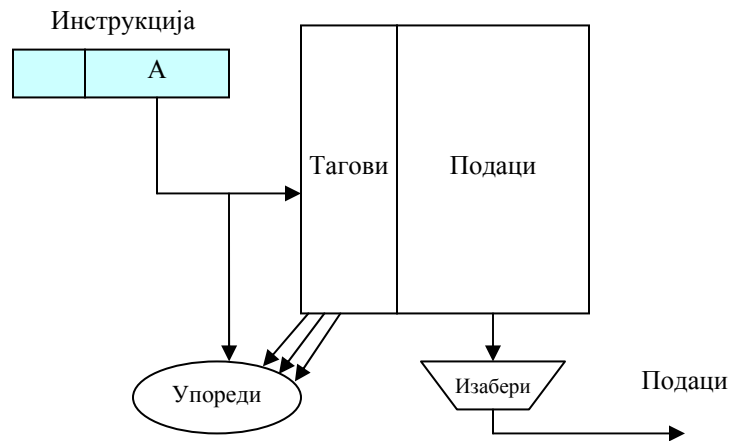 Инструкција
А
Тагови
Подаци
Упореди
Изабери
Подаци